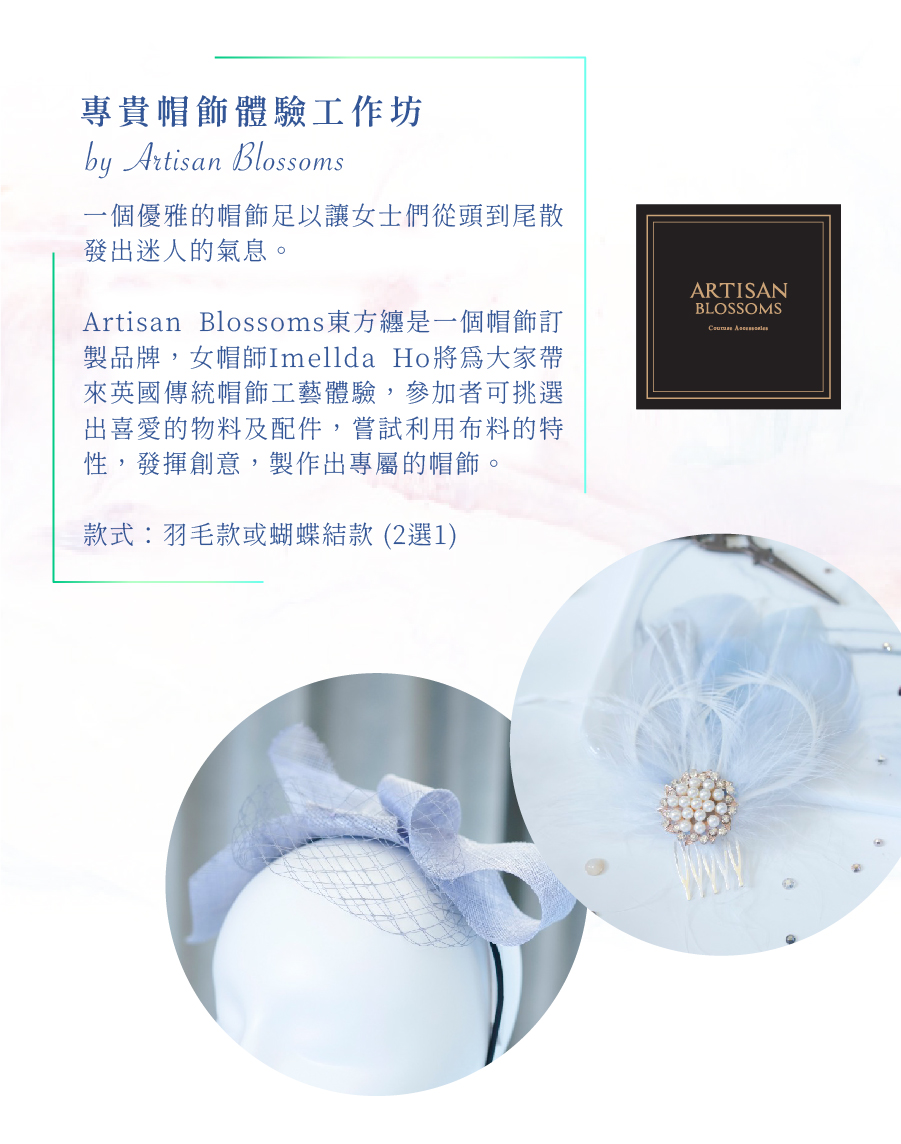 專貴帽飾體驗工作坊
by Artisan Blossoms
一個優雅的帽飾足以讓女士們從頭到尾散
發出迷人的氣息。
Artisan Blossoms東方纏是一個帽飾訂
製品牌，女帽師Imellda Ho將爲大家帶
來英國傳統帽飾工藝體驗，參加者可挑選
出喜愛的物料及配件，嘗試利用布料的特
性，發揮創意，製作出專屬的帽飾。
款式：羽毛款或蝴蝶結款 (2選1)
ARTISAN
BLOSSOMS
Couture Accessories